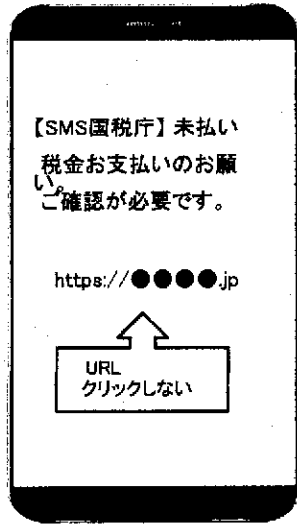 【SMS国税庁】未払い
税金お支払いのお願
い。
ご確認が必要です。
https://●●●●.jp
URL
クリックしない